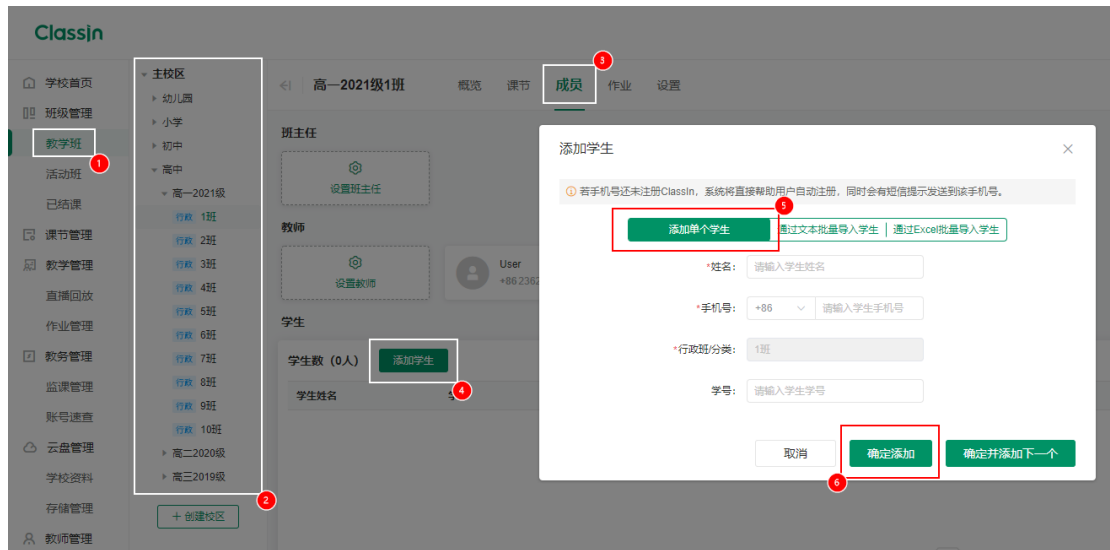 ClassIn
学校首页
班级管理
教学班
1
活动班
已结课
课节管理
教学管理
直播回放
作业管理
教务管理
监课管理
账号速查
云盘管理
学校资料
存储管理
教师管理
主校区
幼儿园
小学
初中
高中
高一2021级
行政 1班
行政 2班
行政 3班
行政 4班
行政 5班
行政 6班
行政 7班
行政 8班
行政 9班
行政 10班
高二2020级
高三2019级
2
+ 创建校区
高一2021级1班 概览 课节 成员 作业 设置
3
班主任
设置班主任
教师
设置教师
User
+86 2362
学生
学生数（0人） 添加学生
4
学生姓名
添加学生
若手机号还未注册ClassIn，系统将直接帮助用户自动注册，同时会有短信提示发送到该手机号。
5
添加单个学生 通过文本批量导入学生 通过Excel批量导入学生
*姓名： 请输入学生姓名
*手机号： +86 请输入学生手机号
*行政班/分类： 1班
学号： 请输入学生学号
取消 确定添加 确定并添加下一个
6